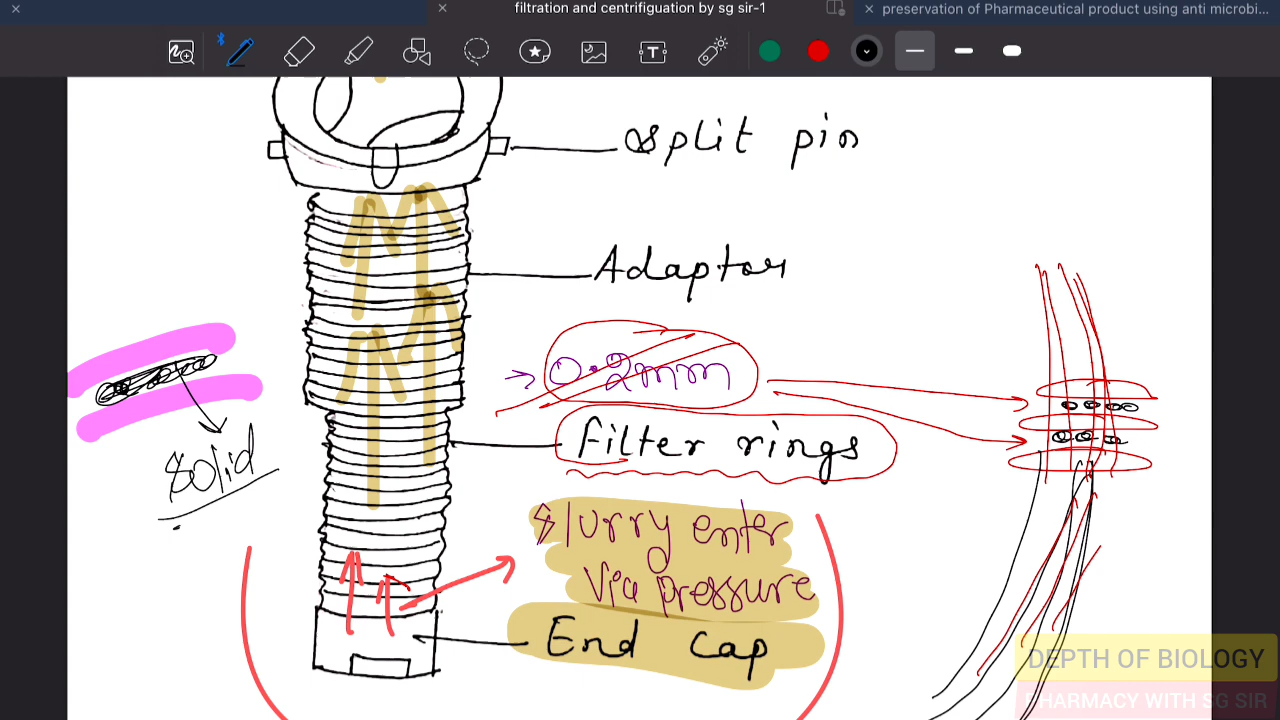 filtration and centrifiguation by sg sir-1
preservation of Pharmaceutical product using anti microbi...
T
split pin
Adaptor
0.2mm
filter rings
solid
slurry enter
Via pressure
End cap
DEPTH OF BIOLOGY
PHARMACY WITH SG SIR